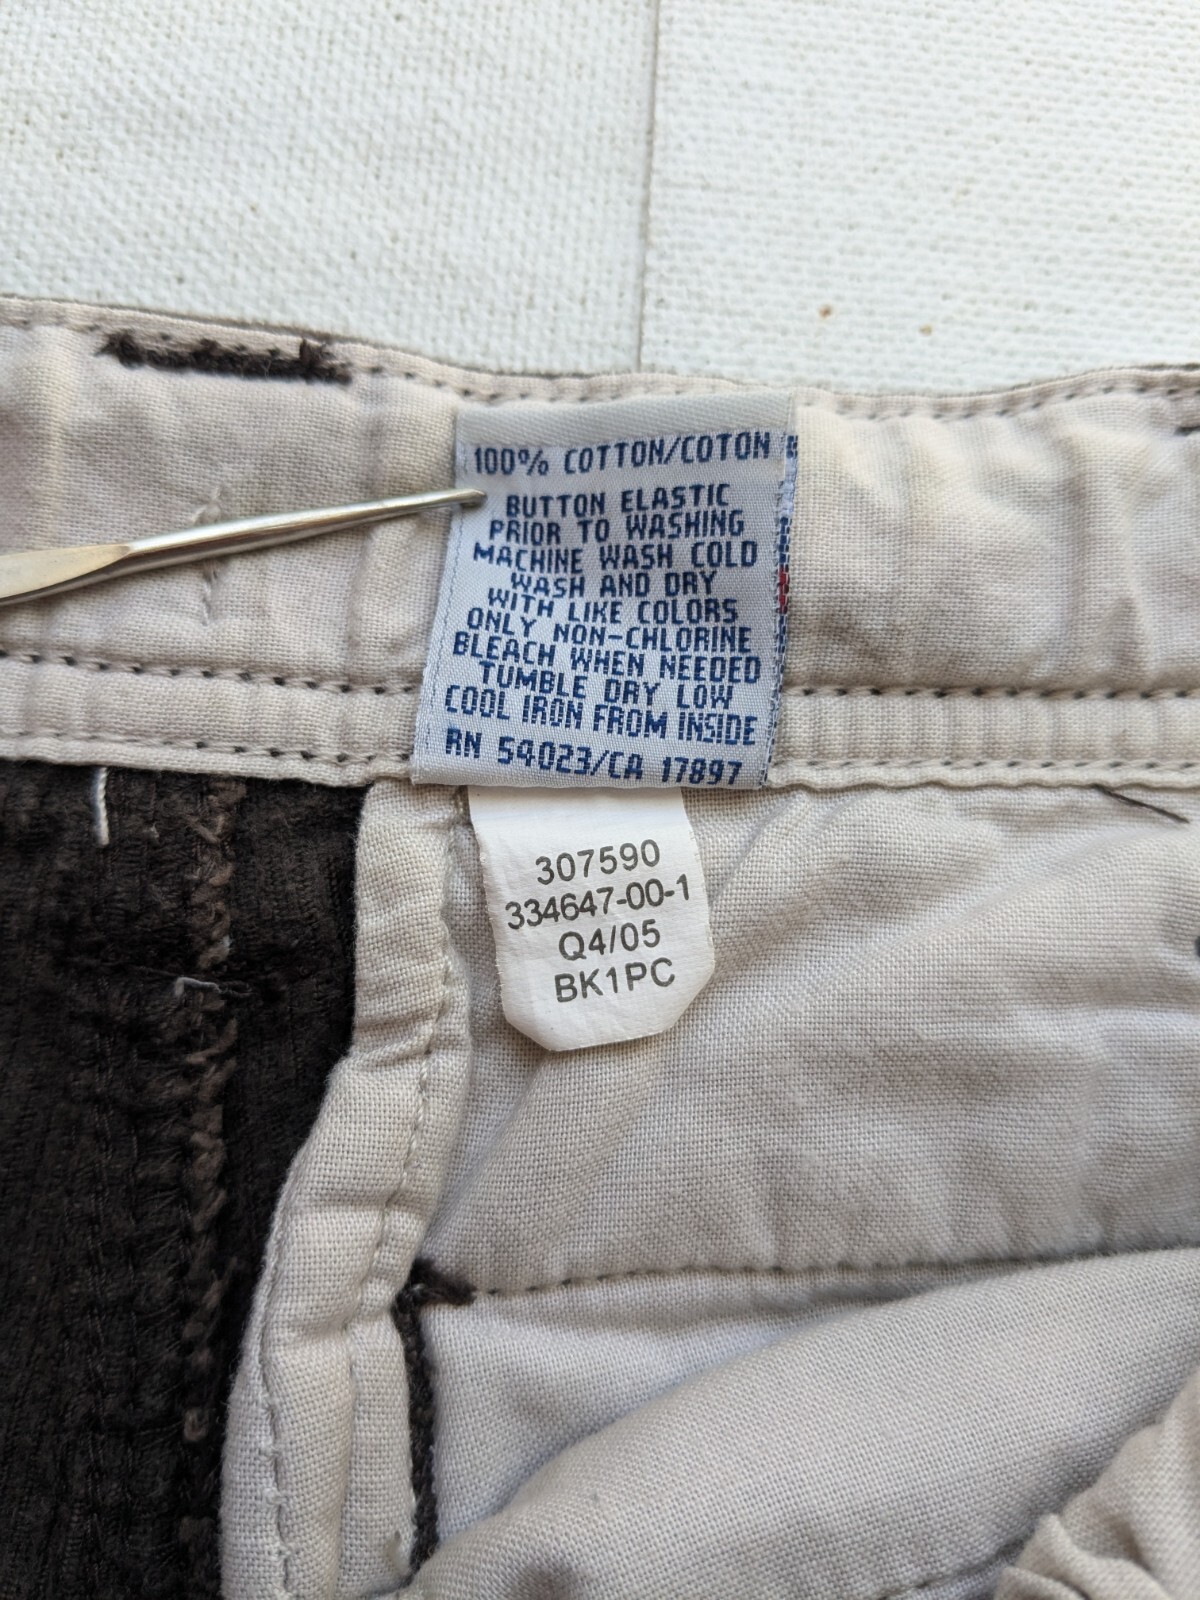 100% COTTON/COTON
BUTTON ELASTIC
PRIOR TO WASHING
MACHINE WASH COLD
WASH AND DRY
WITH LIKE COLORS
ONLY NON-CHLORINE
BLEACH WHEN NEEDED
TUMBLE DRY LOW
COOL IRON FROM INSIDE
RN 54023/CA 17897
307590
334647-00-1
Q4/05
BK1PC